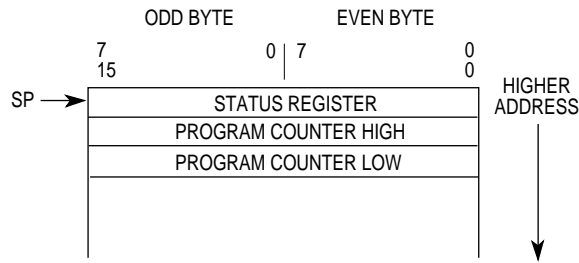 ODD BYTE EVEN BYTE
7 0 7 0
15 0
SP STATUS REGISTER HIGHER
PROGRAM COUNTER HIGH ADDRESS
PROGRAM COUNTER LOW